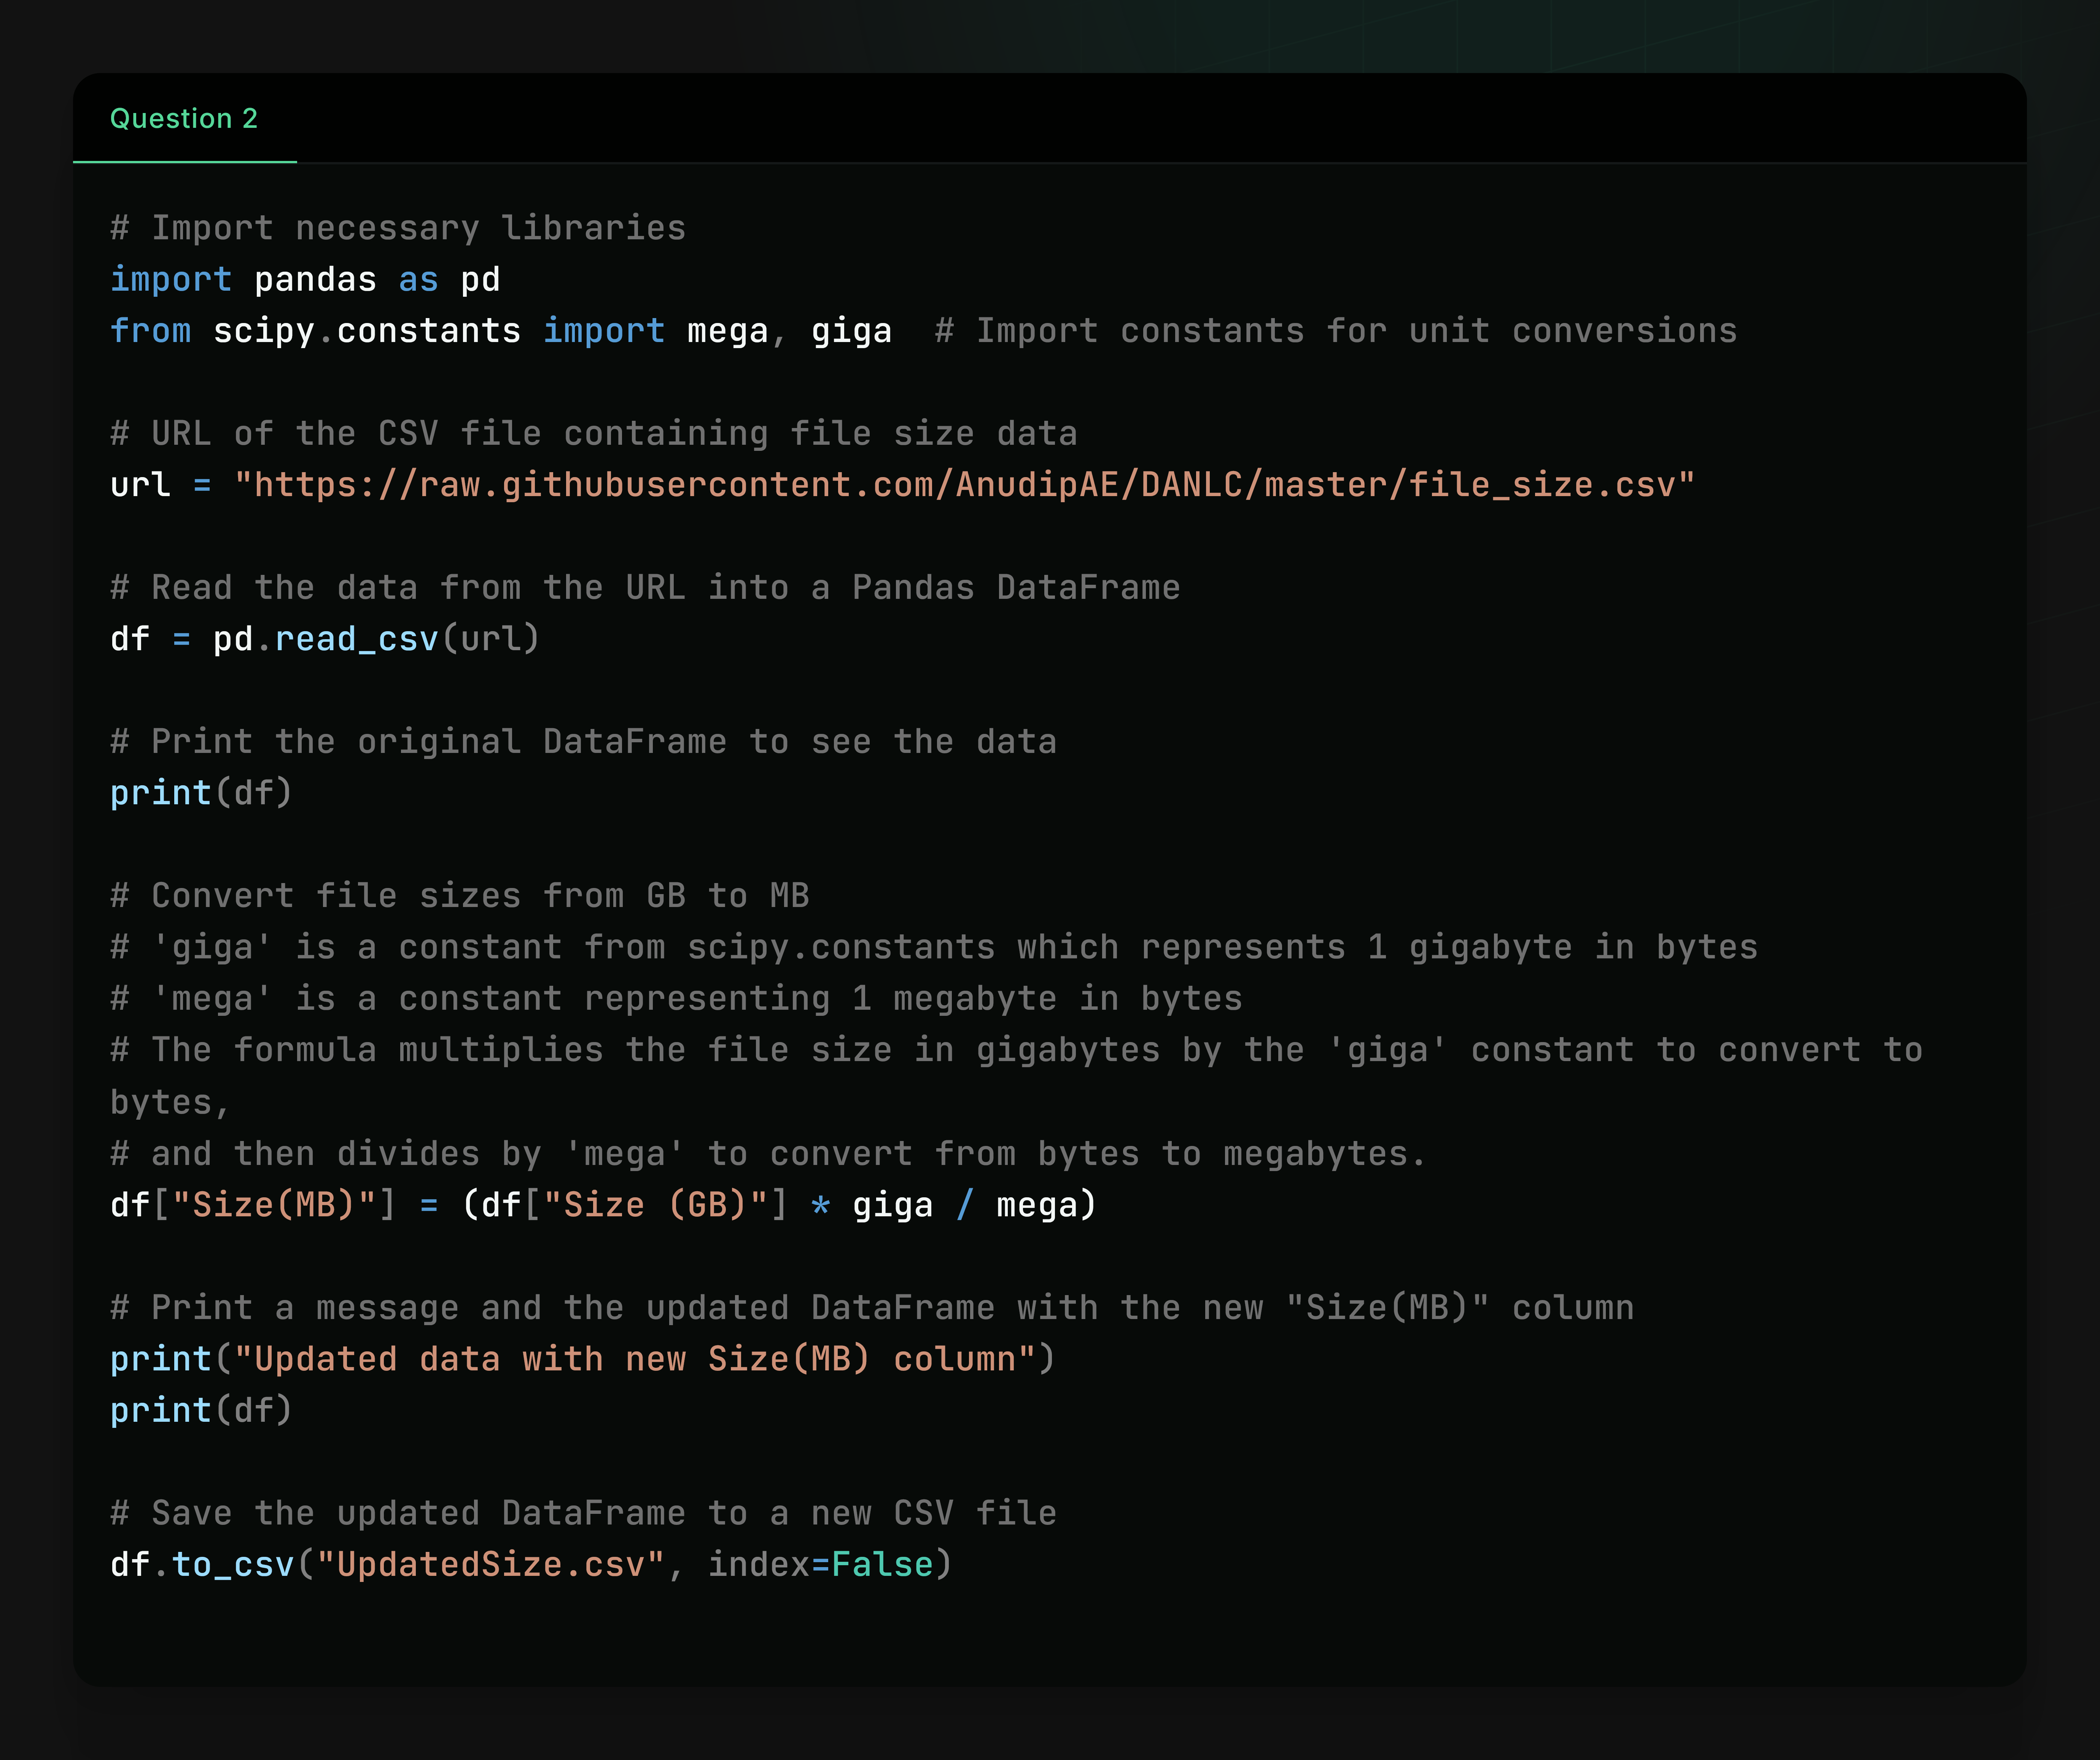 Question 2
# Import necessary libraries
import pandas as pd
from scipy.constants import mega, giga  # Import constants for unit conversions
# URL of the CSV file containing file size data
url = "https://raw.githubusercontent.com/AnudipAE/DANLC/master/file_size.csv"
# Read the data from the URL into a Pandas DataFrame
df = pd.read_csv(url)
# Print the original DataFrame to see the data
print(df)
# Convert file sizes from GB to MB
# 'giga' is a constant from scipy.constants which represents 1 gigabyte in bytes
# 'mega' is a constant representing 1 megabyte in bytes
# The formula multiplies the file size in gigabytes by the 'giga' constant to convert to
bytes,
# and then divides by 'mega' to convert from bytes to megabytes.
df["Size(MB)"] = (df["Size (GB)"] * giga / mega)
# Print a message and the updated DataFrame with the new "Size(MB)" column
print("Updated data with new Size(MB) column")
print(df)
# Save the updated DataFrame to a new CSV file
df.to_csv("UpdatedSize.csv", index=False)